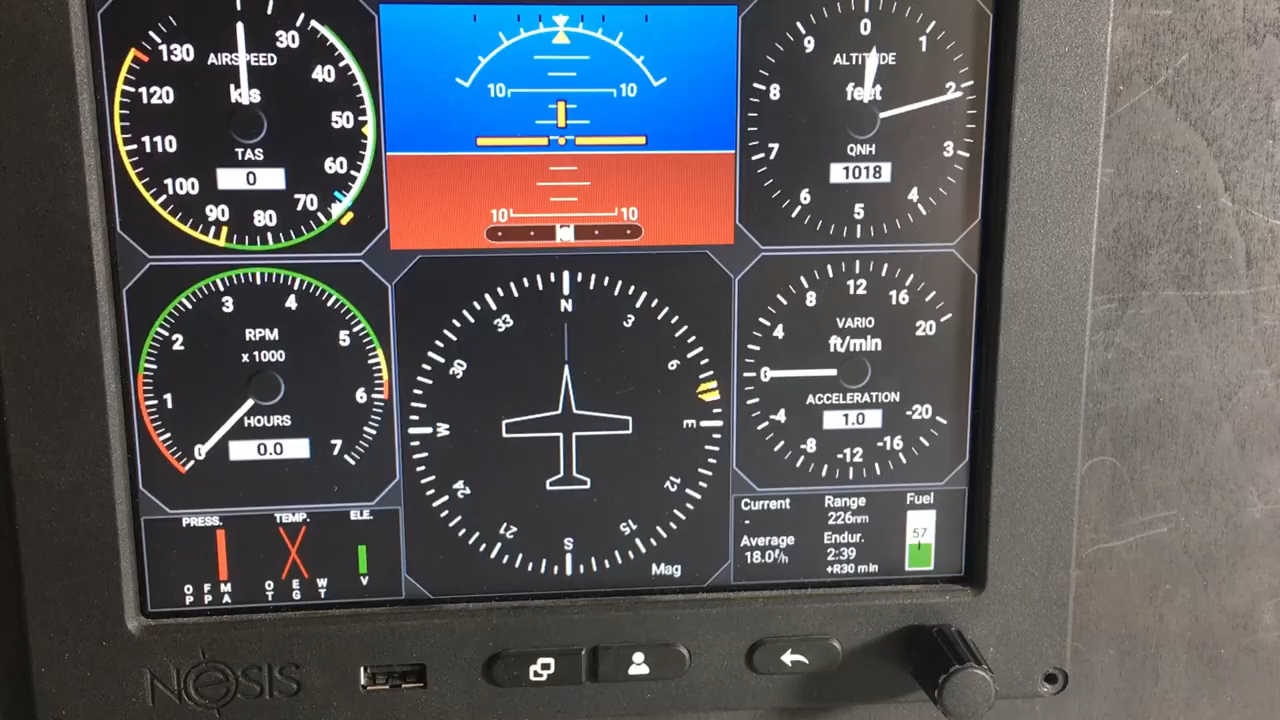 130
30
AIRSPEED
40
120
kts
50
110
TAS
0
60
100
70
90
80
10
10
10
10
0
9
1
ALTITUDE
8
feet
2
QNH
7
1018
3
6
4
5
3
4
RPM
2
x 1000
5
1
6
HOURS
0
0.0
7
N
33
3
30
6
W
E
24
12
21
15
S
Mag
12
8
16
VARIO
4
20
ft/min
0
ACCELERATION
1.0
-4
-20
-8
-16
-12
PRESS.
TEMP.
ELE.
O F M
P P A
O E W
T G T
V
Current
-
Average
18.0ℓ/h
Range
226nm
Endur.
2:39
+R30 min
Fuel
57
NESIS